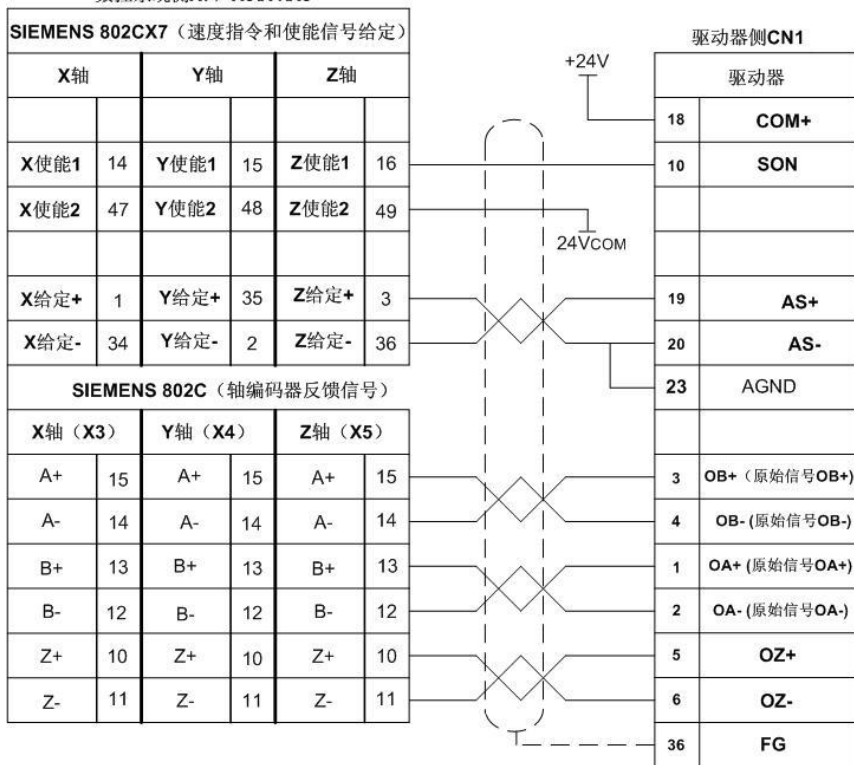 SIEMENS 802CX7（速度指令和使能信号给定）
X轴 Y轴 Z轴
X使能1 14 Y使能1 15 Z使能1 16
X使能2 47 Y使能2 48 Z使能2 49
X给定+ 1 Y给定+ 35 Z给定+ 3
X给定- 34 Y给定- 2 Z给定- 36
SIEMENS 802C（轴编码器反馈信号）
X轴（X3） Y轴（X4） Z轴（X5）
A+ 15 A+ 15 A+ 15
A- 14 A- 14 A- 14
B+ 13 B+ 13 B+ 13
B- 12 B- 12 B- 12
Z+ 10 Z+ 10 Z+ 10
Z- 11 Z- 11 Z- 11
+24V
24VCOM
驱动器侧CN1
驱动器
18 COM+
10 SON
19 AS+
20 AS-
23 AGND
3 OB+（原始信号OB+)
4 OB- (原始信号OB-)
1 OA+ (原始信号OA+)
2 OA- (原始信号OA-)
5 OZ+
6 OZ-
36 FG